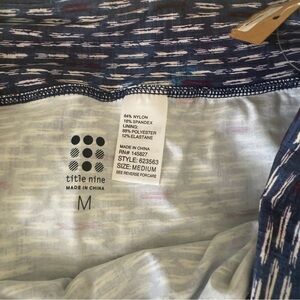 title nine
MADE IN CHINA
M
84% NYLON
16% SPANDEX
LINING:
88% POLYESTER
12% ELASTANE
MADE IN CHINA
RN# 145827
STYLE: 623563
SIZE: MEDIUM
SEE REVERSE FOR CARE